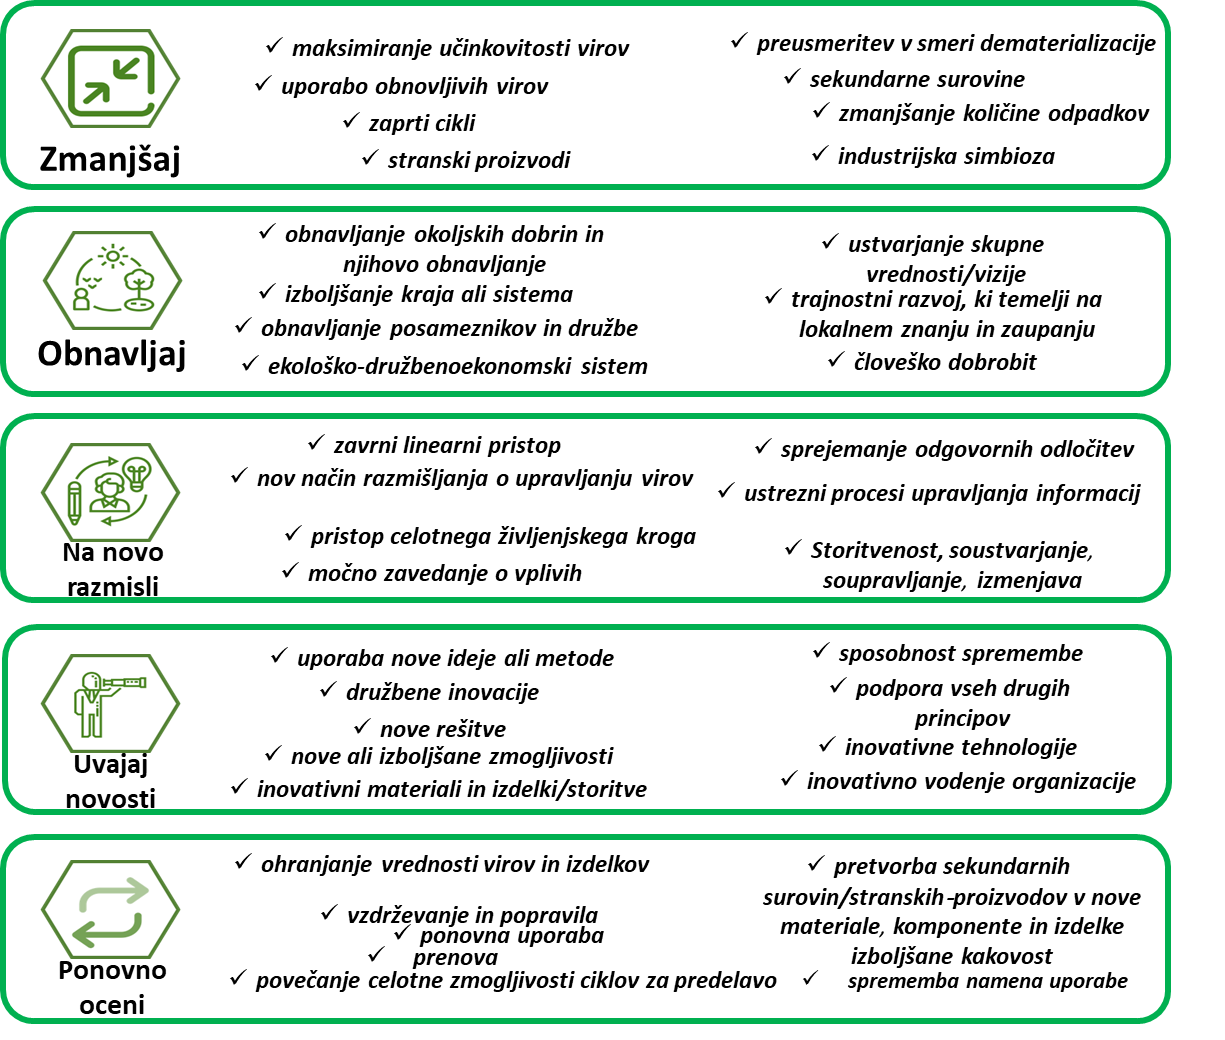 Zmanjšaj
✓ maksimiranje učinkovitosti virov
✓ uporabo obnovljivih virov
✓ zaprti cikli
✓ stranski proizvodi
✓ preusmeritev v smeri dematerializacije
✓ sekundarne surovine
✓ zmanjšanje količine odpadkov
✓ industrijska simbioza
Obnavljaj
✓ obnavljanje okoljskih dobrin in
njihovo obnavljanje
✓ izboljšanje kraja ali sistema
✓ obnavljanje posameznikov in družbe
✓ ekološko-družbenoekonomski sistem
✓ ustvarjanje skupne
vrednosti/vizije
✓ trajnostni razvoj, ki temelji na
lokalnem znanju in zaupanju
✓ človeško dobrobit
Na novo
razmisli
✓ zavrni linearni pristop
✓ nov način razmišljanja o upravljanju virov
✓ pristop celotnega življenjskega kroga
✓ močno zavedanje o vplivih
✓ sprejemanje odgovornih odločitev
✓ ustrezni procesi upravljanja informacij
✓ Storitvenost, soustvarjanje,
soupravljanje, izmenjava
Uvajaj
novosti
✓ uporaba nove ideje ali metode
✓ družbene inovacije
✓ nove rešitve
✓ nove ali izboljšane zmogljivosti
✓ inovativni materiali in izdelki/storitve
✓ sposobnost spremembe
✓ podpora vseh drugih
principov
✓ inovativne tehnologije
✓ inovativno vodenje organizacije
Ponovno
oceni
✓ ohranjanje vrednosti virov in izdelkov
✓ vzdrževanje in popravila
✓ ponovna uporaba
✓ prenova
✓ povečanje celotne zmogljivosti ciklov za predelavo
✓ pretvorba sekundarnih
surovin/stranskih-proizvodov v nove
materiale, komponente in izdelke
izboljšane kakovost
✓ sprememba namena uporabe